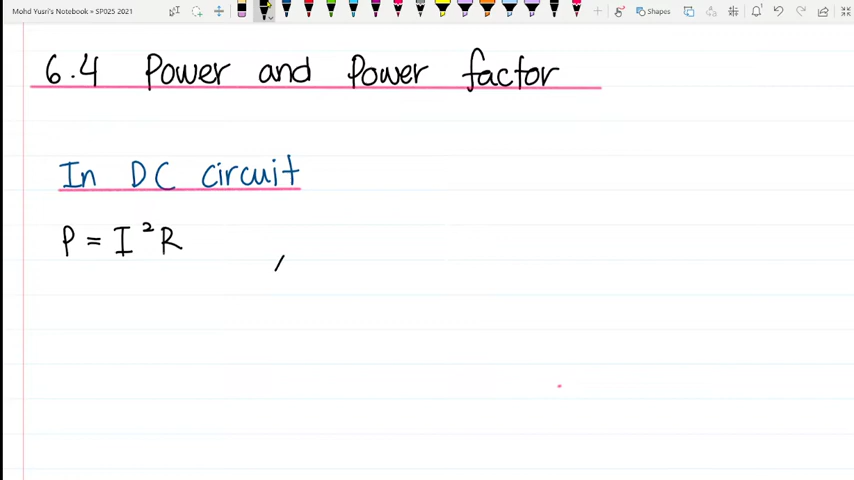 Mohd Yusri's Notebook » SP025 2021
Shapes
6.4 Power and Power factor
In DC circuit
P = I²R ,